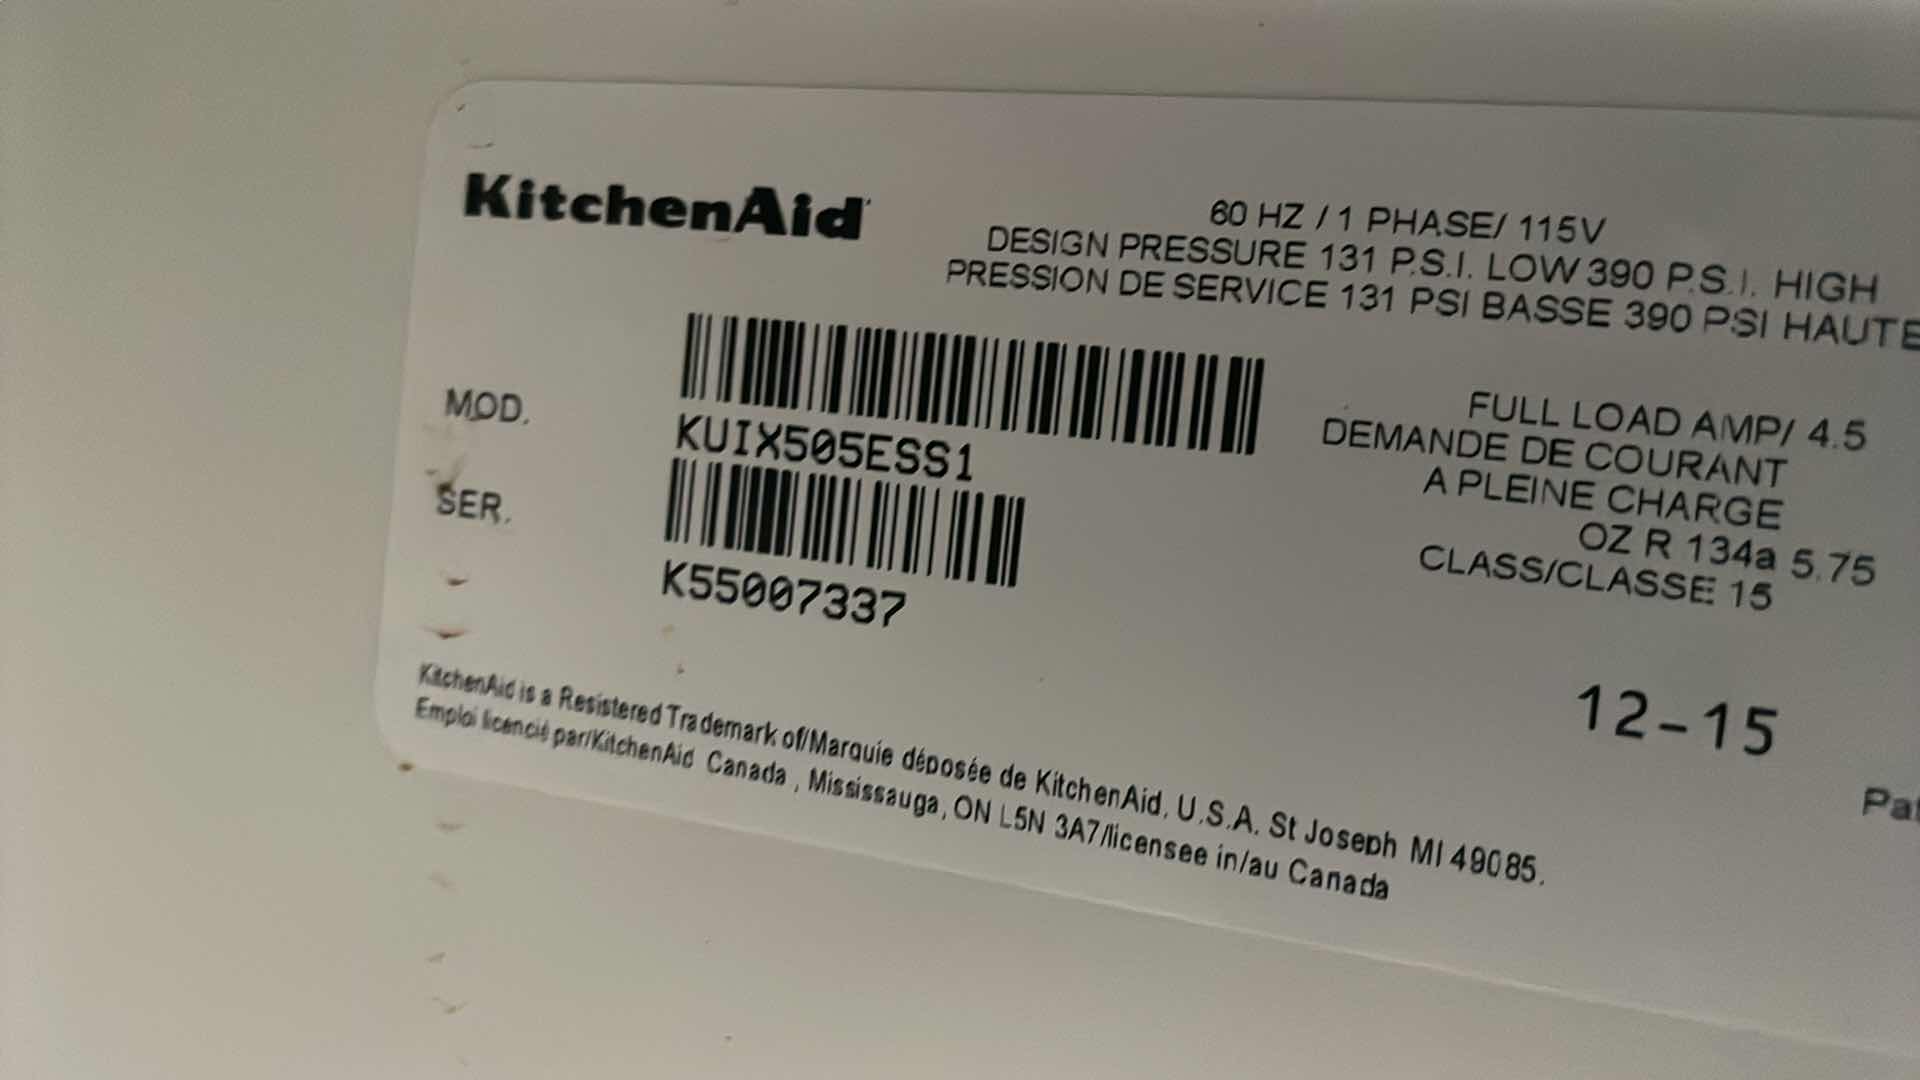 KitchenAid
60 HZ / 1 PHASE/ 115V
DESIGN PRESSURE 131 P.S.I. LOW 390 P.S.I. HIGH
PRESSION DE SERVICE 131 PSI BASSE 390 PSI HAUTE
MOD.
KUIX505ESS1
SER.
K55007337
FULL LOAD AMP/ 4.5
DEMANDE DE COURANT
A PLEINE CHARGE
OZ R 134a 5.75
CLASS/CLASSE 15
12-15
KitchenAid is a Resistered Trademark of/Marquie déposée de KitchenAid, U.S.A. St Joseph MI 49085.
Emploi licencié par/KitchenAid Canada , Mississauga, ON L5N 3A7/licensee in/au Canada